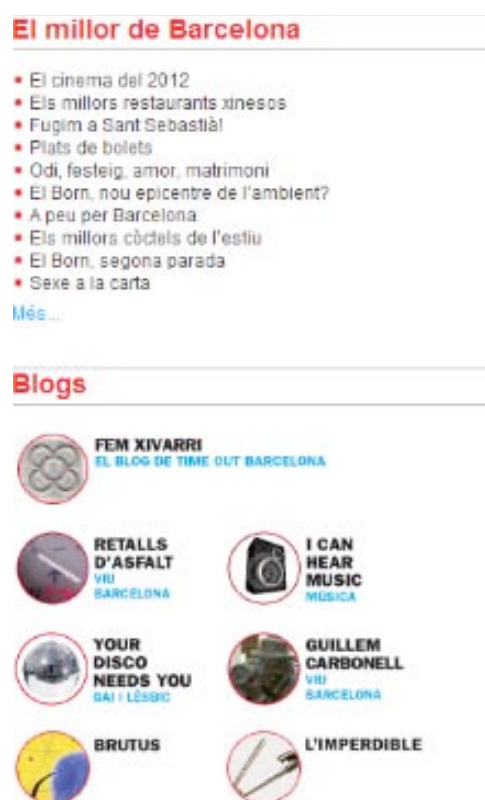 El millor de Barcelona
El cinema del 2012
Els millors restaurants xinesos
Fugim a Sant Sebastià!
Plats de bolets
Odi, festeig, amor, matrimoni
El Born, nou epicentre de l'ambient?
A peu per Barcelona
Els millors còctels de l'estiu
El Born, segona parada
Sexe a la carta
Més...
Blogs
FEM XIVARRI
EL BLOG DE TIME OUT BARCELONA
RETALLS
D'ASFALT
VIU
BARCELONA
I CAN
HEAR
MUSIC
MÚSICA
YOUR
DISCO
NEEDS YOU
GAI I LÈSBIC
GUILLEM
CARBONELL
VIU
BARCELONA
BRUTUS
L'IMPERDIBLE